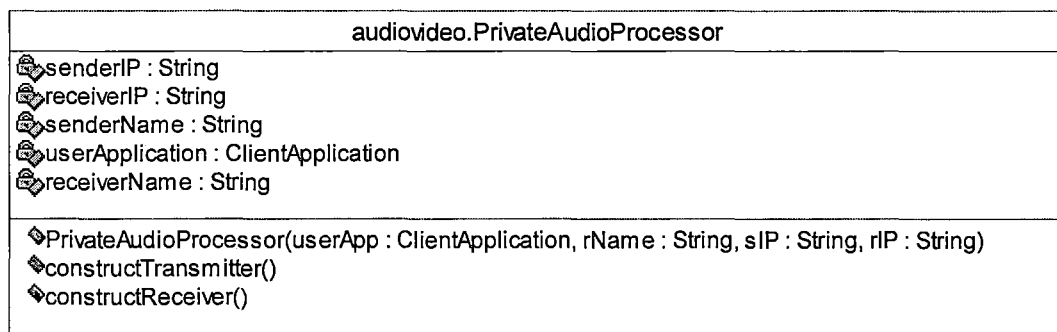 audiovideo.PrivateAudioProcessor
senderIP : String
receiverIP : String
senderName : String
userApplication : ClientApplication
receiverName : String
PrivateAudioProcessor(userApp : ClientApplication, rName : String, sIP : String, rIP : String)
constructTransmitter()
constructReceiver()